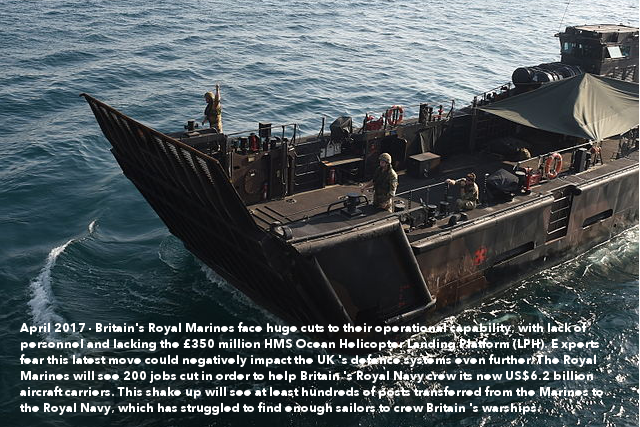 April 2017 - Britain's Royal Marines face huge cuts to their operational capability, with lack of
personnel and lacking the £350 million HMS Ocean Helicopter Landing Platform (LPH). Experts
fear this latest move could negatively impact the UK 's defence systems even further. The Royal
Marines will see 200 jobs cut in order to help Britain 's Royal Navy crew its new US$6.2 billion
aircraft carriers. This shake up will see at least hundreds of posts transferred from the Marines to
the Royal Navy, which has struggled to find enough sailors to crew Britain 's warships.